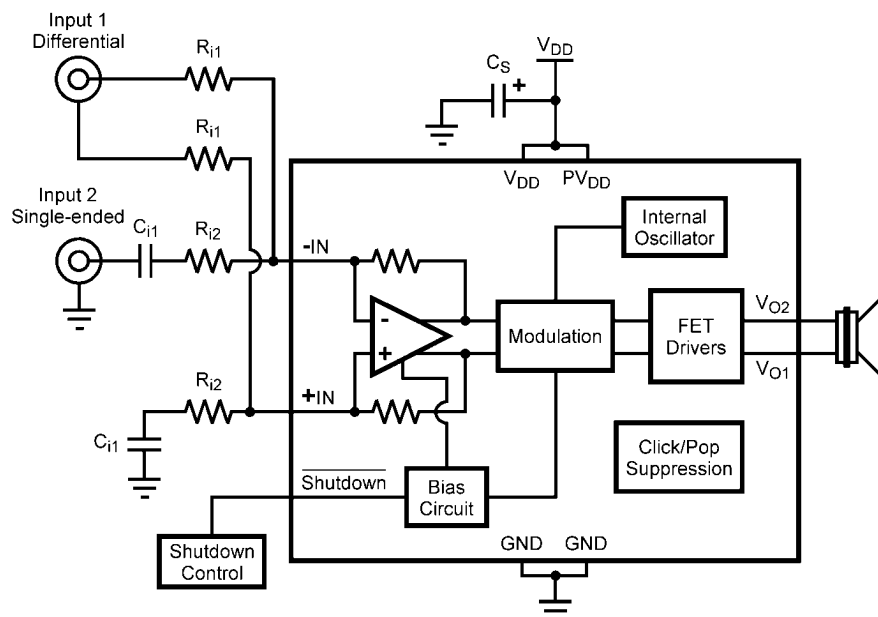 Input 1
Differential
Ri1
Ri1
CS
+
VDD
VDD
PVDD
Input 2
Single-ended
Ci1
Ri2
-IN
Internal
Oscillator
-
+
Modulation
FET
Drivers
VO2
VO1
Ri2
+IN
Ci1
Click/Pop
Suppression
Shutdown
Bias
Circuit
Shutdown
Control
GND
GND